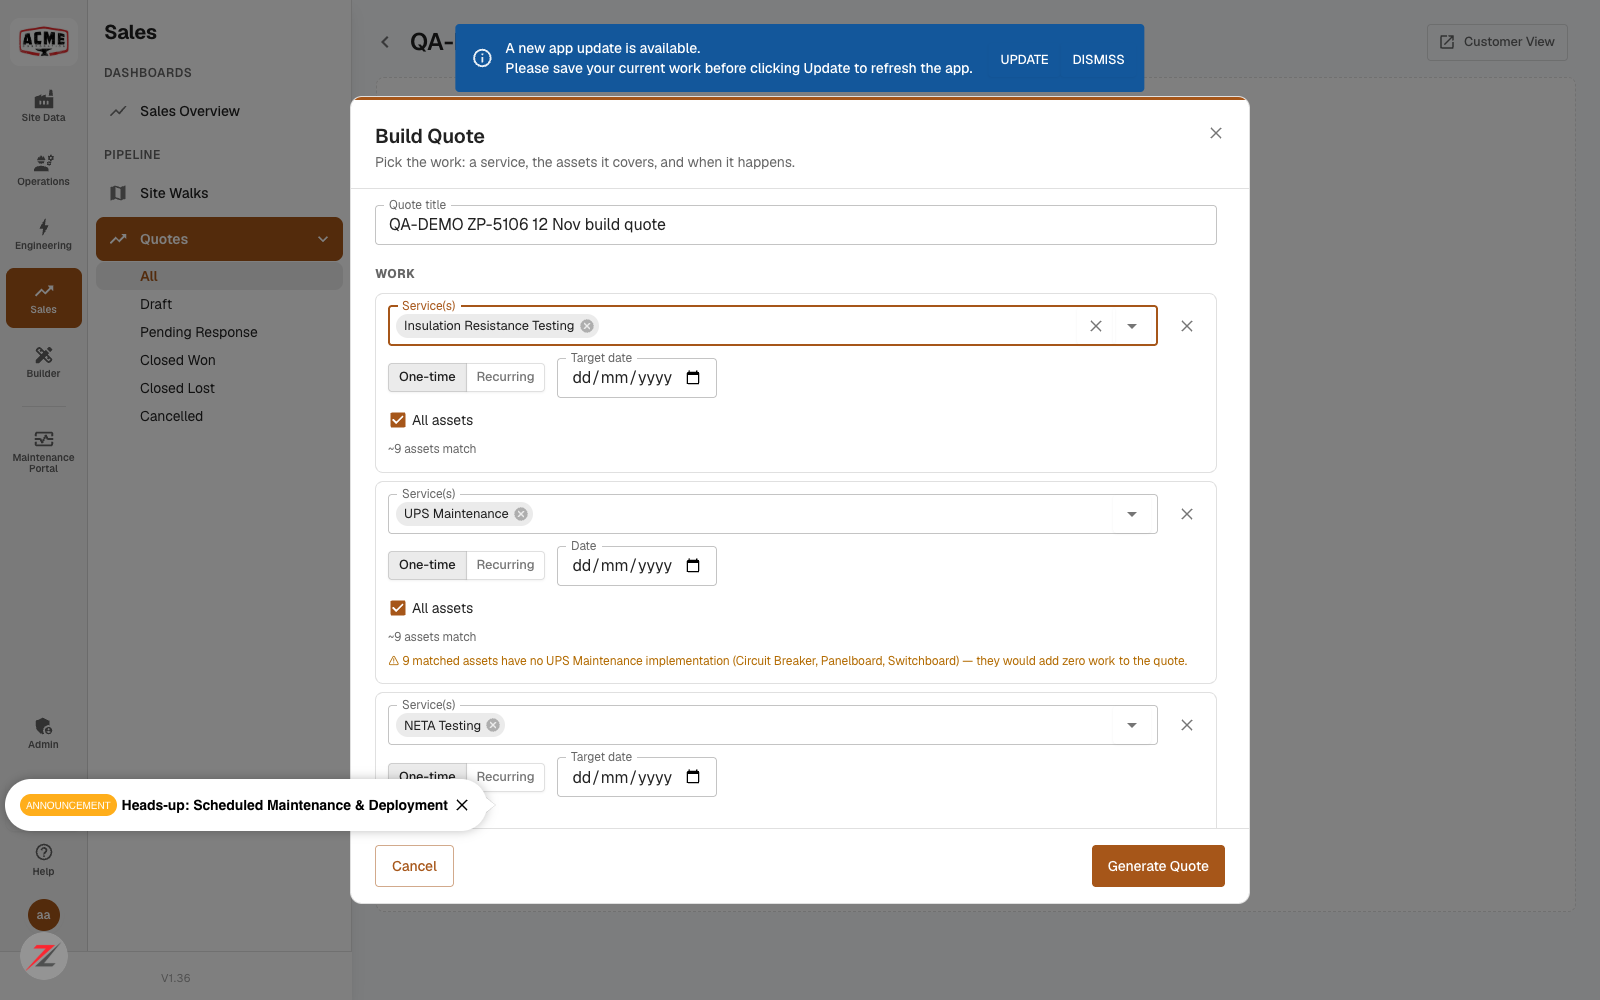 ACME
Sales
DASHBOARDS
Sales Overview
PIPELINE
Site Walks
Quotes
All
Draft
Pending Response
Closed Won
Closed Lost
Cancelled
Site Data
Operations
Engineering
Sales
Builder
Maintenance
Portal
Admin
Help
aa
V1.36
QA-
Customer View
A new app update is available.
Please save your current work before clicking Update to refresh the app.
UPDATE
DISMISS
Build Quote
Pick the work: a service, the assets it covers, and when it happens.
Quote title
QA-DEMO ZP-5106 12 Nov build quote
WORK
Service(s)
Insulation Resistance Testing
One-time
Recurring
Target date
dd/mm/yyyy
All assets
~9 assets match
Service(s)
UPS Maintenance
One-time
Recurring
Date
dd/mm/yyyy
All assets
~9 assets match
9 matched assets have no UPS Maintenance implementation (Circuit Breaker, Panelboard, Switchboard) — they would add zero work to the quote.
Service(s)
NETA Testing
One-time
Recurring
Target date
dd/mm/yyyy
ANNOUNCEMENT
Heads-up: Scheduled Maintenance & Deployment
Cancel
Generate Quote